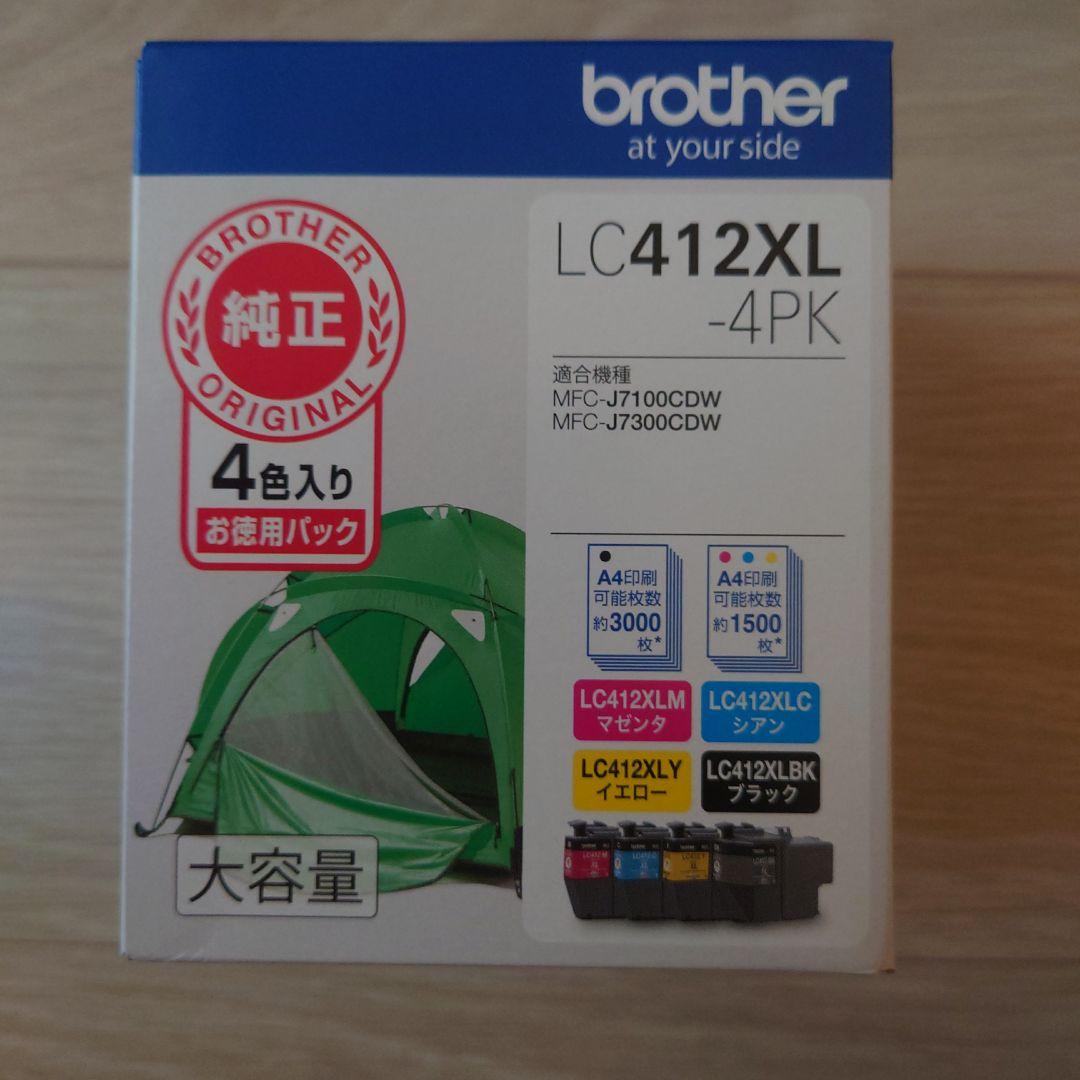 brother
at your side
BROTHER
純正
ORIGINAL
4色入り
お徳用パック
LC412XL
-4PK
適合機種
MFC-J7100CDW
MFC-J7300CDW
A4印刷
可能枚数
約3000
枚*
A4印刷
可能枚数
約1500
枚*
LC412XLM
マゼンタ
LC412XLC
シアン
LC412XLY
イエロー
LC412XLBK
ブラック
大容量